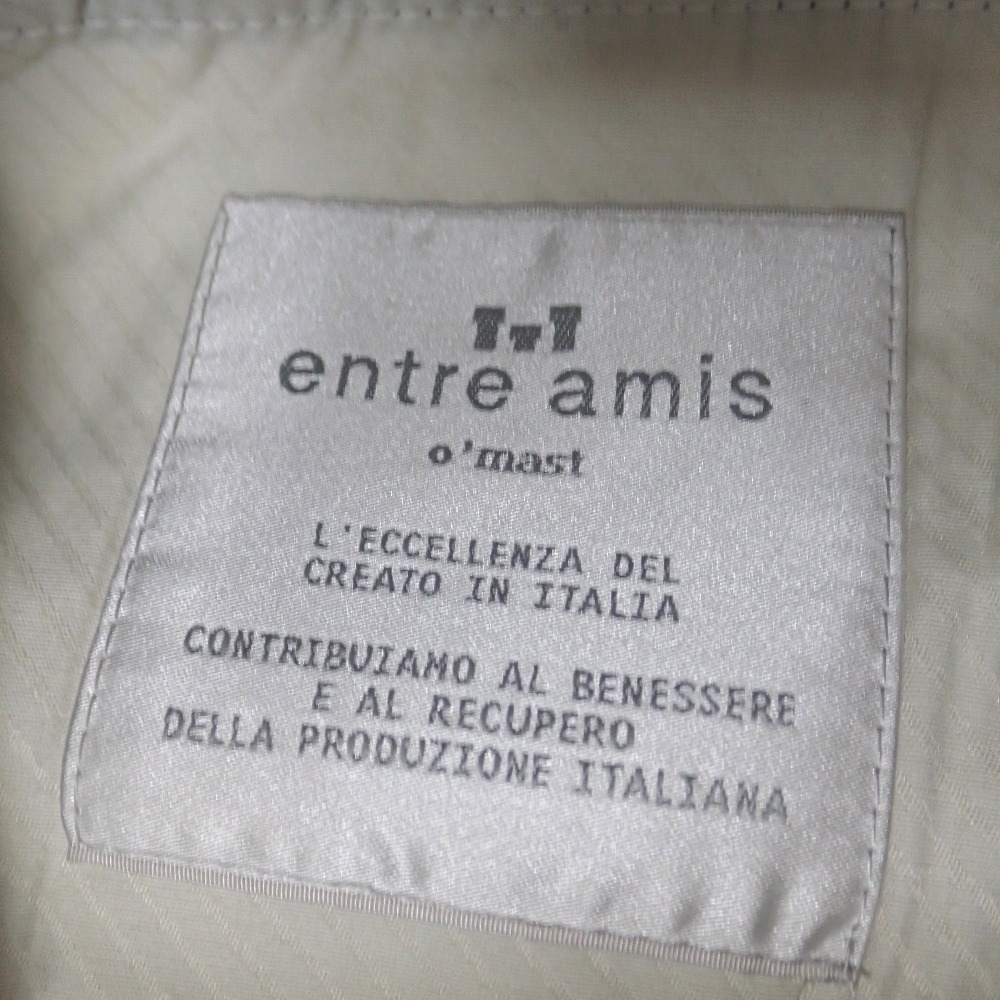 entre amis
o'mast
L'ECCELLENZA DEL
CREATO IN ITALIA
CONTRIBUIAMO AL BENESSERE
E AL RECUPERO
DELLA PRODUZIONE ITALIANA